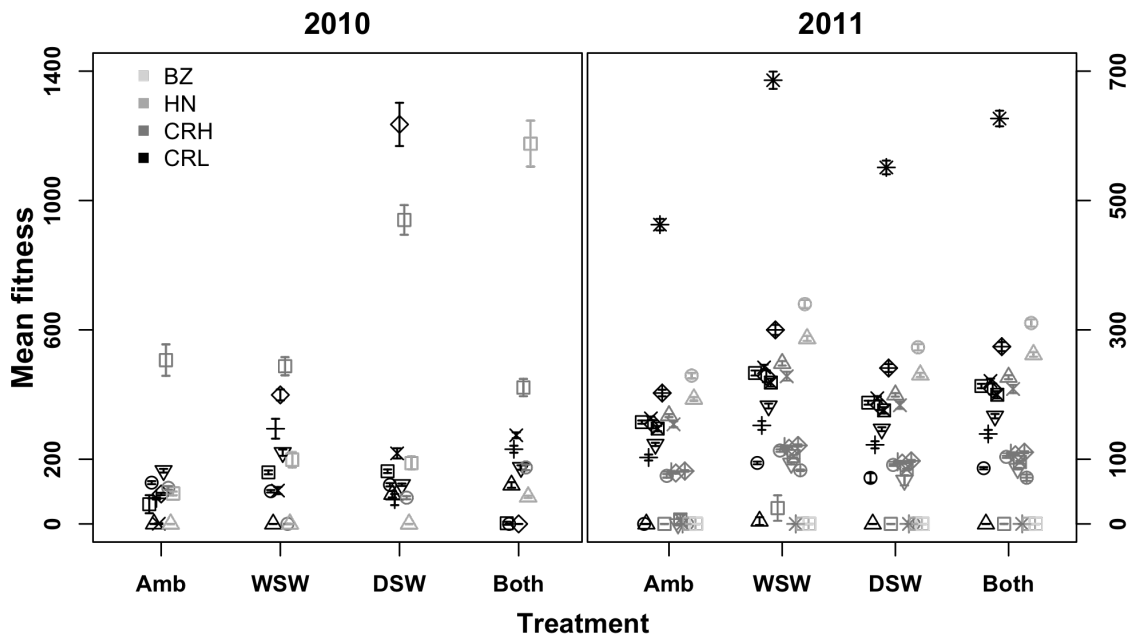 2010 2011
1400 700
BZ
HN
CRH
CRL
1000 500
600 300
200 100
0 0
Mean fitness
Amb WSW DSW Both Amb WSW DSW Both
Treatment